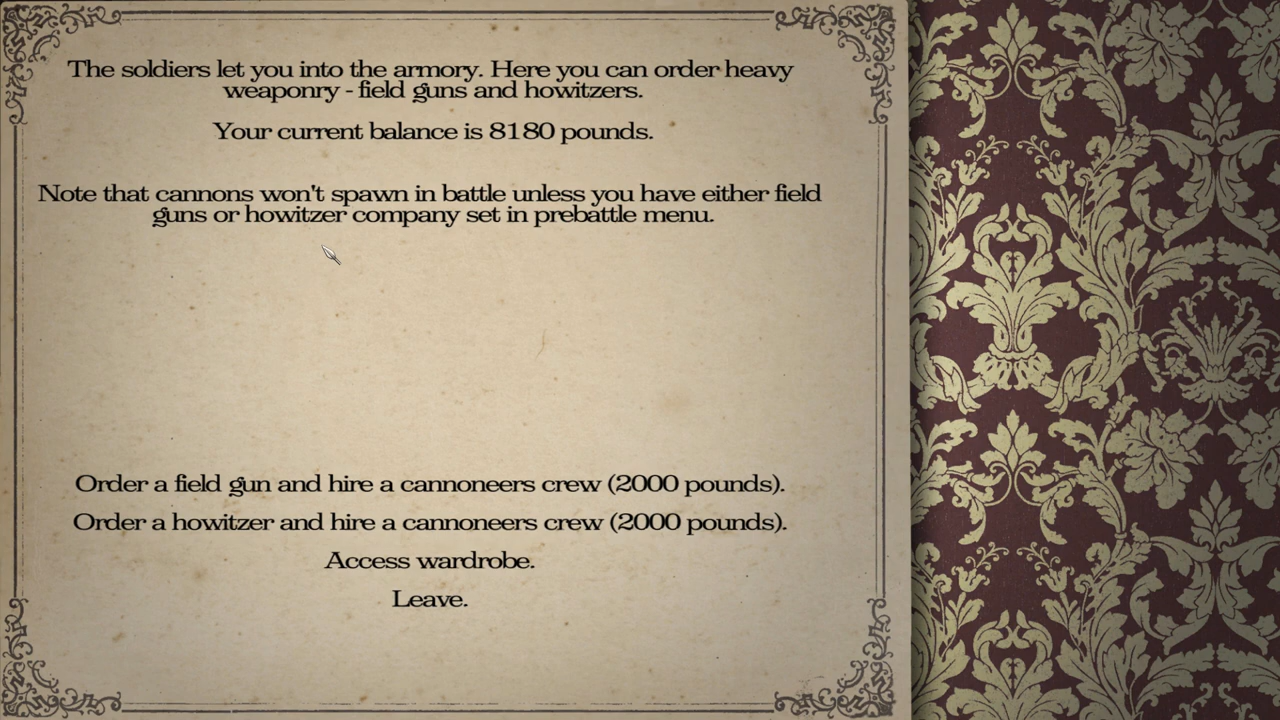 The soldiers let you into the armory. Here you can order heavy
weaponry - field guns and howitzers.
Your current balance is 8180 pounds.
Note that cannons won't spawn in battle unless you have either field
guns or howitzer company set in prebattle menu.
Order a field gun and hire a cannoneers crew (2000 pounds).
Order a howitzer and hire a cannoneers crew (2000 pounds).
Access wardrobe.
Leave.